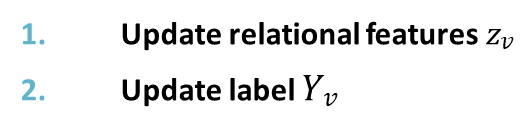 1. Update relational features z_v
2. Update label Y_v